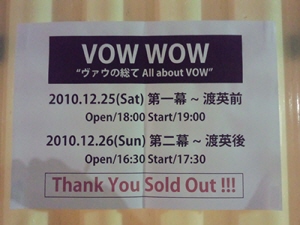 VOW WOW
“ヴァウの総て All about VOW”
2010.12.25(Sat) 第一幕 ~ 渡英前
Open/18:00 Start/19:00
2010.12.26(Sun) 第二幕 ~ 渡英後
Open/16:30 Start/17:30
Thank You Sold Out !!!